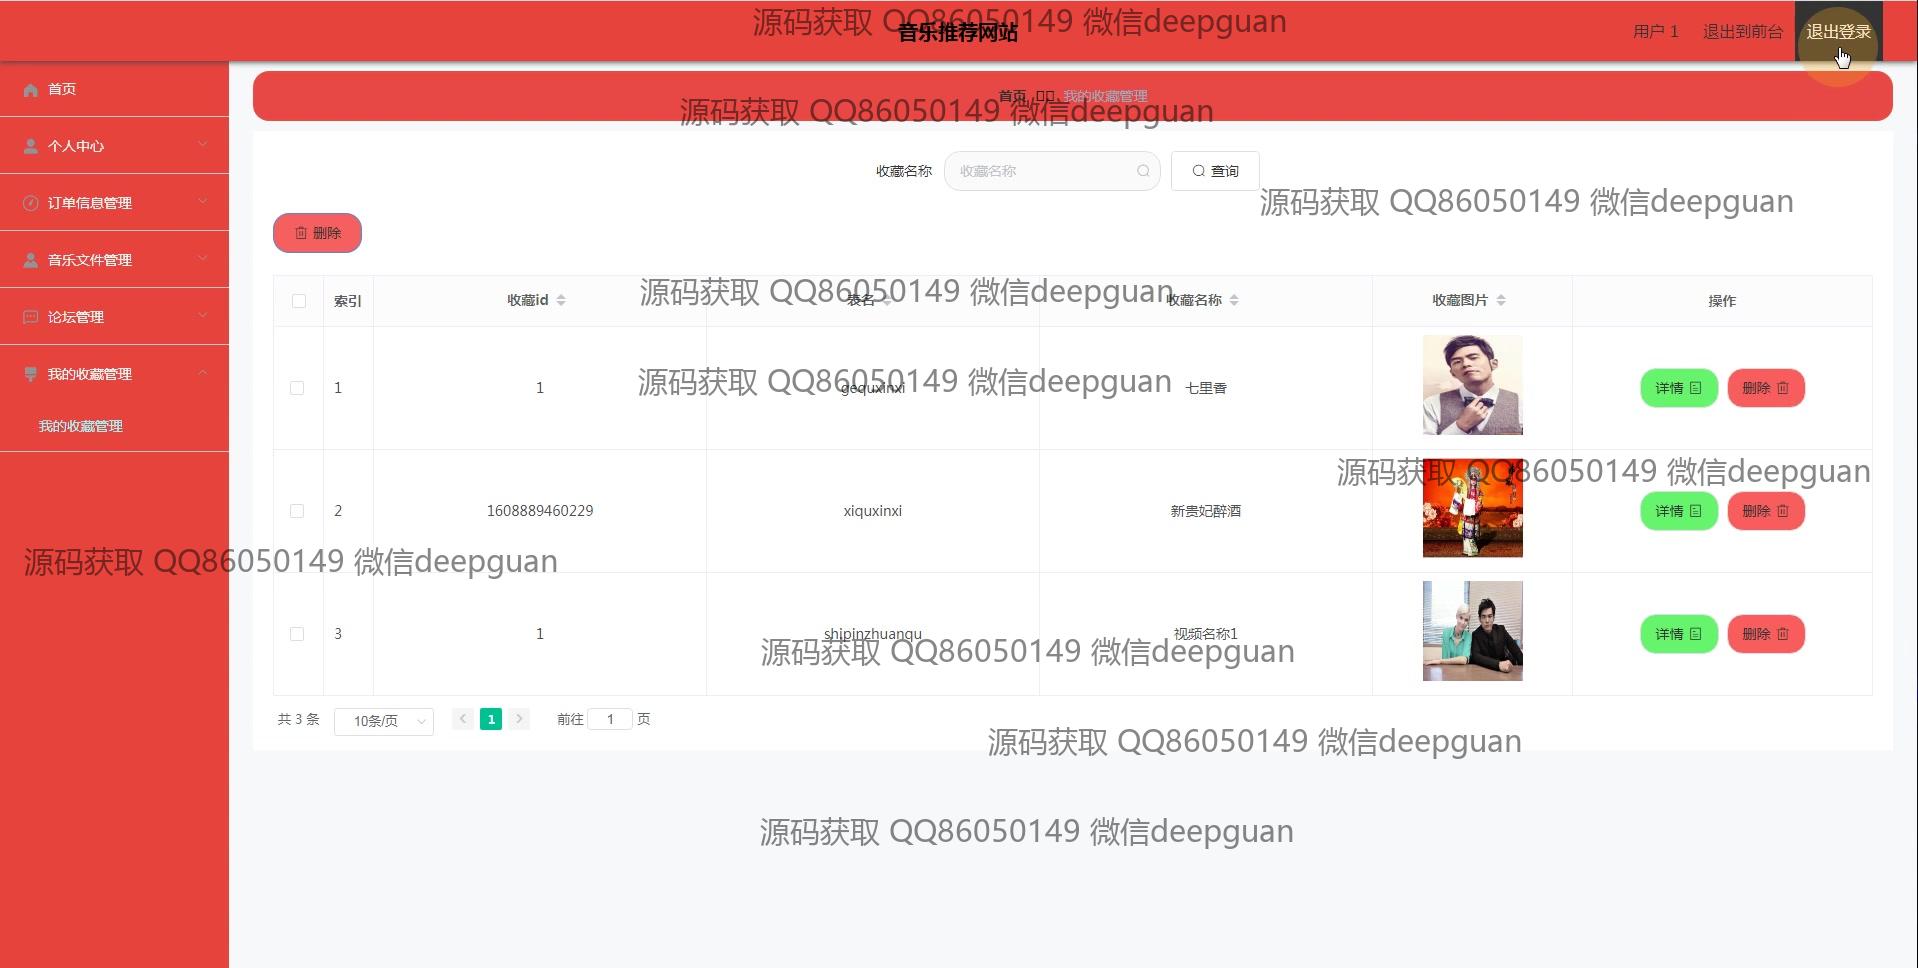 源码获取 QQ86050149 微信deepguan
音乐推荐网站
用户 1 退出到前台 退出登录
首页
个人中心
订单信息管理
音乐文件管理
论坛管理
我的收藏管理
我的收藏管理
首页 我的收藏管理
源码获取 QQ86050149 微信deepguan
收藏名称 收藏名称 查询
源码获取 QQ86050149 微信deepguan
删除
索引 收藏id 表名 收藏名称 收藏图片 操作
源码获取 QQ86050149 微信deepguan
1 1 gequxinxi 七里香 详情 删除
源码获取 QQ86050149 微信deepguan
源码获取 QQ86050149 微信deepguan
2 1608889460229 xiquxinxi 新贵妃醉酒 详情 删除
源码获取 QQ86050149 微信deepguan
3 1 shipinzhuanqu 视频名称1 详情 删除
源码获取 QQ86050149 微信deepguan
共 3 条 10条/页 1 前往 1 页
源码获取 QQ86050149 微信deepguan
源码获取 QQ86050149 微信deepguan